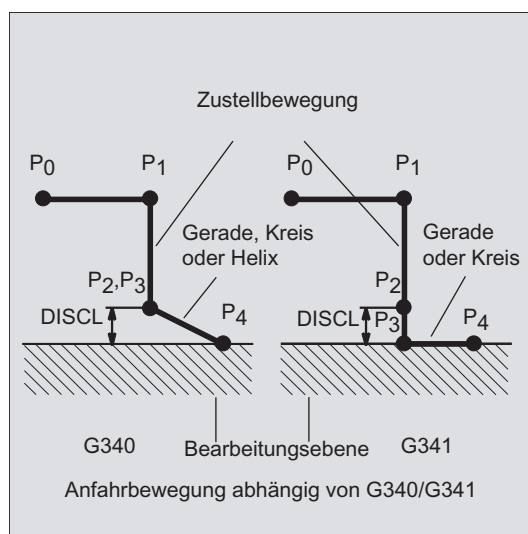 Zustellbewegung
P0 P1 P0 P1
Gerade, Kreis
oder Helix
Gerade
oder Kreis
P2,P3 P2
DISCL P4 DISCL P3 P4
G340 Bearbeitungsebene G341
Anfahrbewegung abhängig von G340/G341